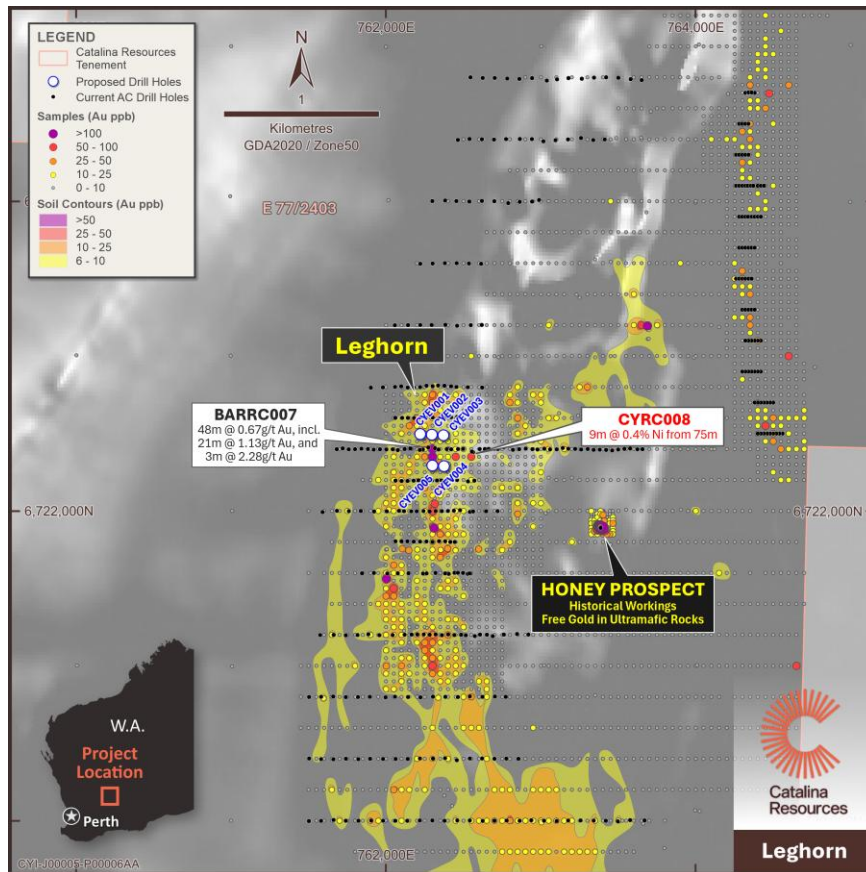 762,000E
764,000E
LEGEND
Catalina Resources
Tenement
Proposed Drill Holes
Current AC Drill Holes
Samples (Au ppb)
>100
50 - 100
25 - 50
10 - 25
0 - 10
Soil Contours (Au ppb)
>50
25 - 50
10 - 25
6 - 10
N
1
Kilometres
GDA2020 / Zone50
E 77/2403
Leghorn
CYEV001
CYEV002
CYEV003
BARRC007
48m @ 0.67g/t Au, incl.
21m @ 1.13g/t Au, and
3m @ 2.28g/t Au
CYRC008
9m @ 0.4% Ni from 75m
CYEV005
CYEV004
6,722,000N
6,722,000N
HONEY PROSPECT
Historical Workings
Free Gold in Ultramafic Rocks
W.A.
Project
Location
Perth
Catalina
Resources
Leghorn
762,000E
CYI-J00005-P00006AA